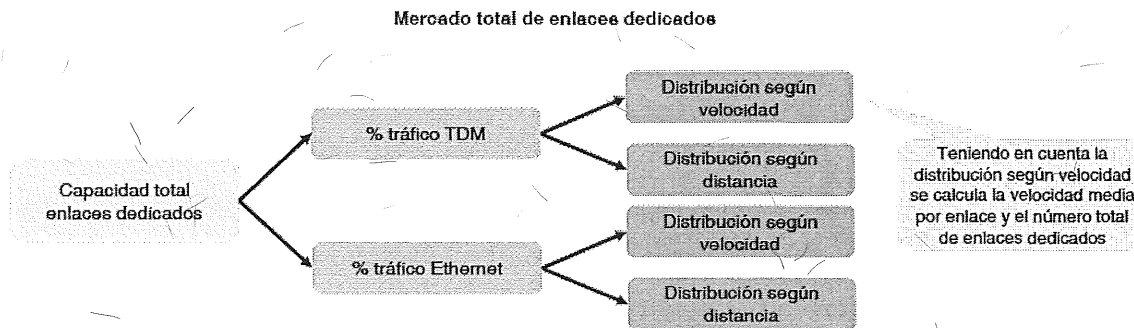 Mercado total de enlaces dedicados
Capacidad total
enlaces dedicados
% tráfico TDM
% tráfico Ethernet
Distribución según
velocidad
Distribución según
distancia
Distribución según
velocidad
Distribución según
distancia
Teniendo en cuenta la
distribución según velocidad
se calcula la velocidad media
por enlace y el número total
de enlaces dedicados